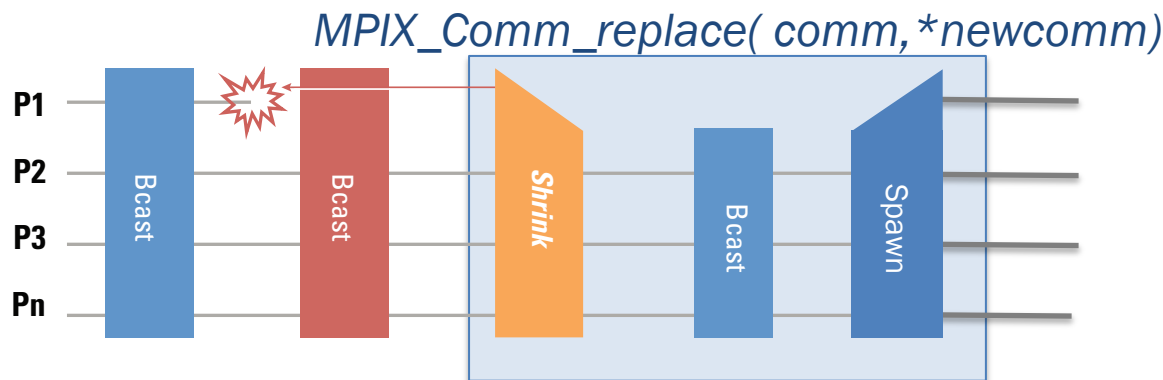 MPIX_Comm_replace( comm,*newcomm)
P1
P2
P3
Pn
Bcast
Bcast
Shrink
Bcast
Spawn